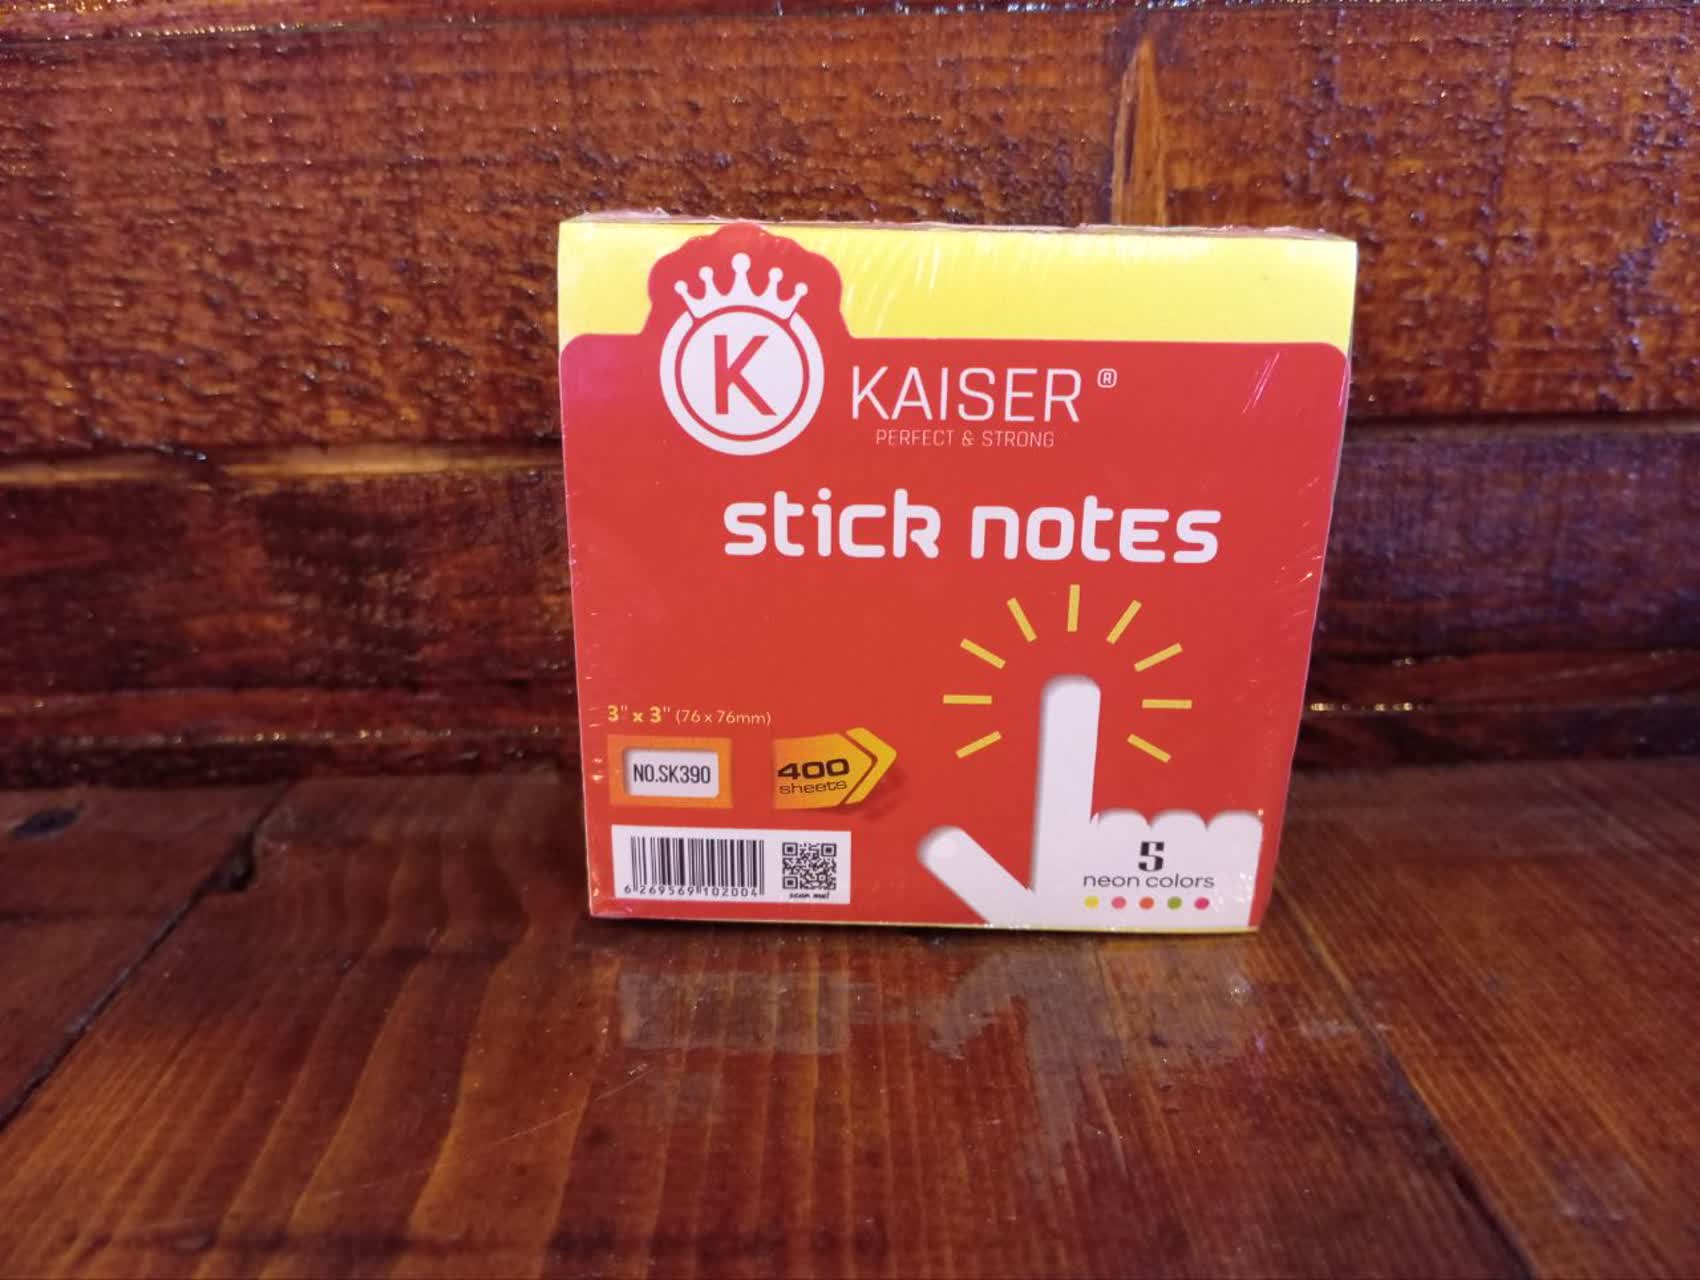 K
KAISER ®
PERFECT & STRONG
stick notes
3" x 3" (76 x 76mm)
NO.SK390
400
sheets
6 269569 102004
scan me!
5
neon colors